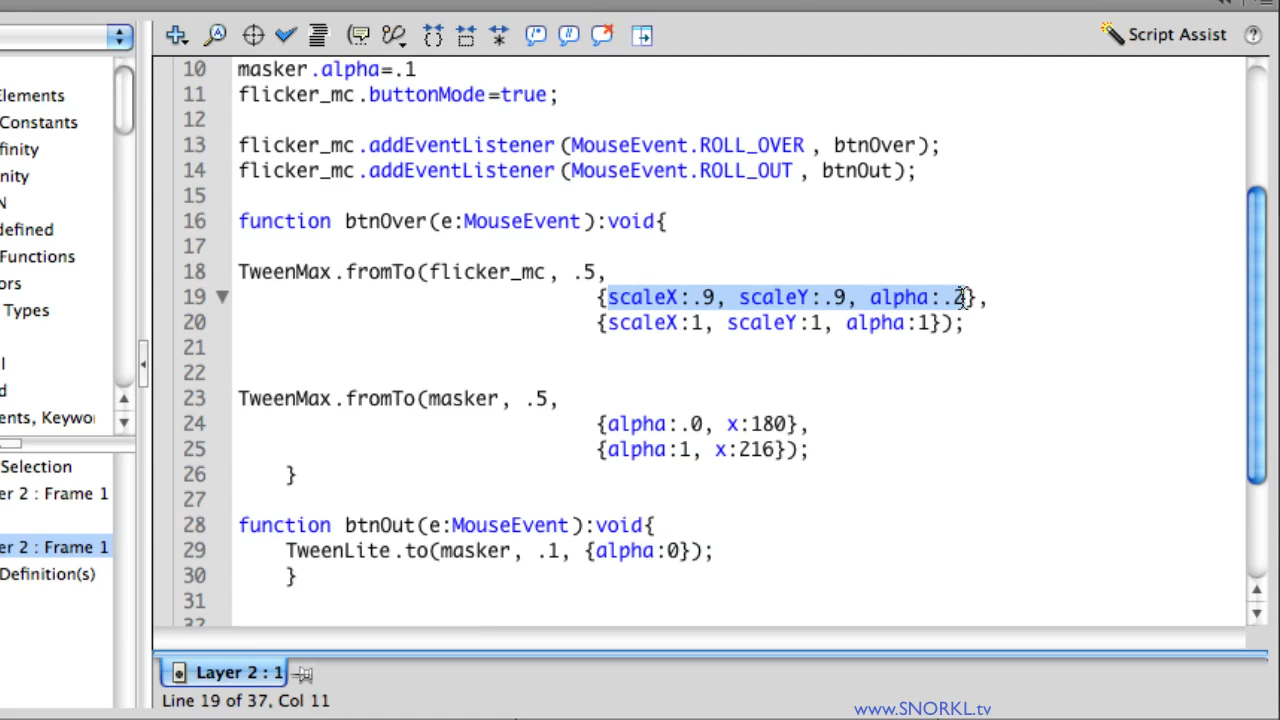 Script Assist
Elements
Constants
finity
nity
N
defined
Functions
ors
Types
l
d
ents, Keywo
Selection
er 2 : Frame 1
er 2 : Frame 1
Definition(s)
10 masker.alpha=.1
11 flicker_mc.buttonMode=true;
12
13 flicker_mc.addEventListener(MouseEvent.ROLL_OVER, btnOver);
14 flicker_mc.addEventListener(MouseEvent.ROLL_OUT, btnOut);
15
16 function btnOver(e:MouseEvent):void{
17
18 TweenMax.fromTo(flicker_mc, .5,
19 {scaleX:.9, scaleY:.9, alpha:.2},
20 {scaleX:1, scaleY:1, alpha:1});
21
22
23 TweenMax.fromTo(masker, .5,
24 {alpha:.0, x:180},
25 {alpha:1, x:216});
26 }
27
28 function btnOut(e:MouseEvent):void{
29 TweenLite.to(masker, .1, {alpha:0});
30 }
31
32
Layer 2 : 1
Line 19 of 37, Col 11
www.SNORKL.tv